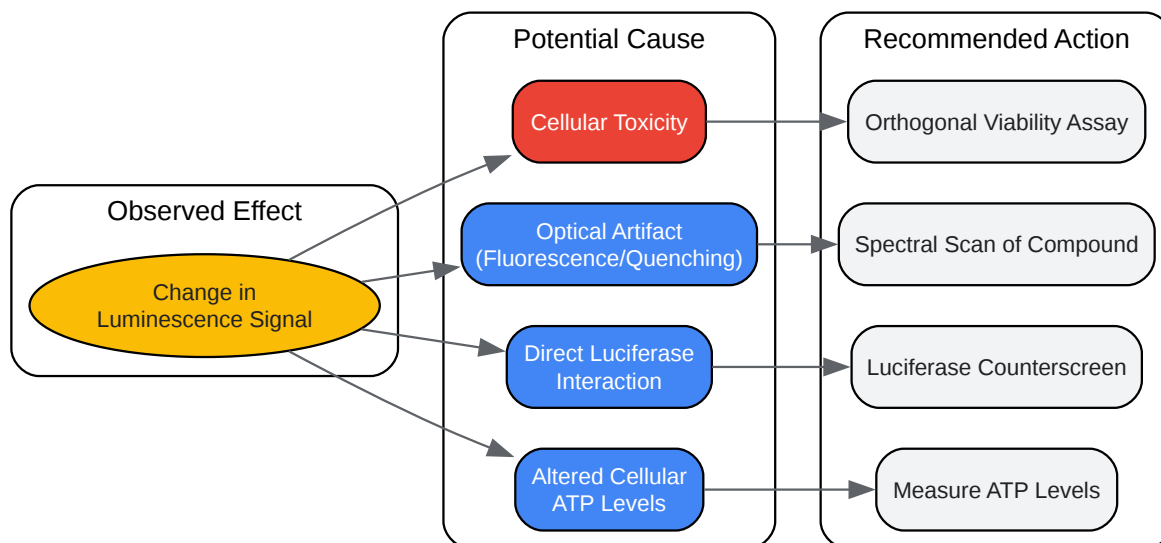 Potential Cause
Recommended Action
Cellular Toxicity
Orthogonal Viability Assay
Observed Effect
Optical Artifact
(Fluorescence/Quenching)
Spectral Scan of Compound
Change in
Luminescence Signal
Direct Luciferase
Interaction
Luciferase Counterscreen
Altered Cellular
ATP Levels
Measure ATP Levels